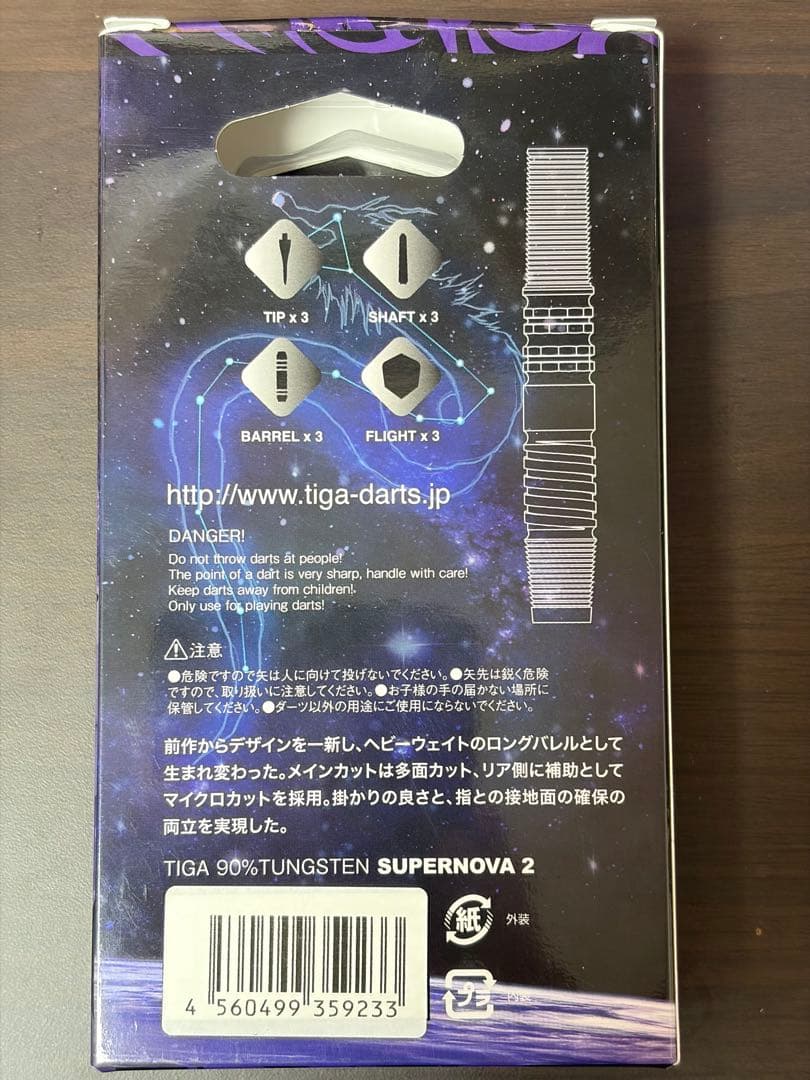 TIP x 3
SHAFT x 3
BARREL x 3
FLIGHT x 3
http://www.tiga-darts.jp
DANGER!
Do not throw darts at people!
The point of a dart is very sharp, handle with care!
Keep darts away from children!
Only use for playing darts!
注意
●危険ですので矢は人に向けて投げないでください。●矢先は鋭く危険
ですので、取り扱いに注意してください。●お子様の手の届かない場所に
保管してください。●ダーツ以外の用途にご使用にならないでください。
前作からデザインを一新し、ヘビーウェイトのロングバレルとして
生まれ変わった。メインカットは多面カット、リア側に補助として
マイクロカットを採用。掛かりの良さと、指との接地面の確保の
両立を実現した。
TIGA 90%TUNGSTEN SUPERNOVA 2
紙 外装
プラ 内装
4 560499 359233